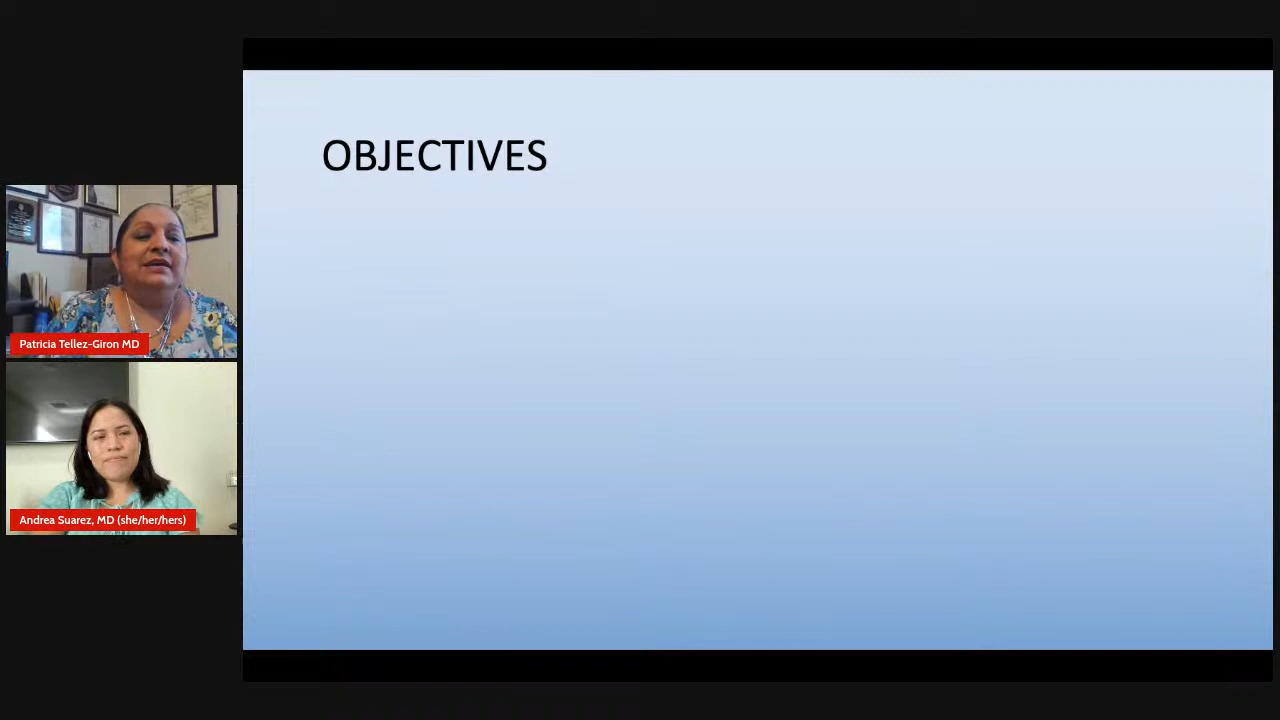 OBJECTIVES
Patricia Tellez-Giron MD
Andrea Suarez, MD (she/her/hers)